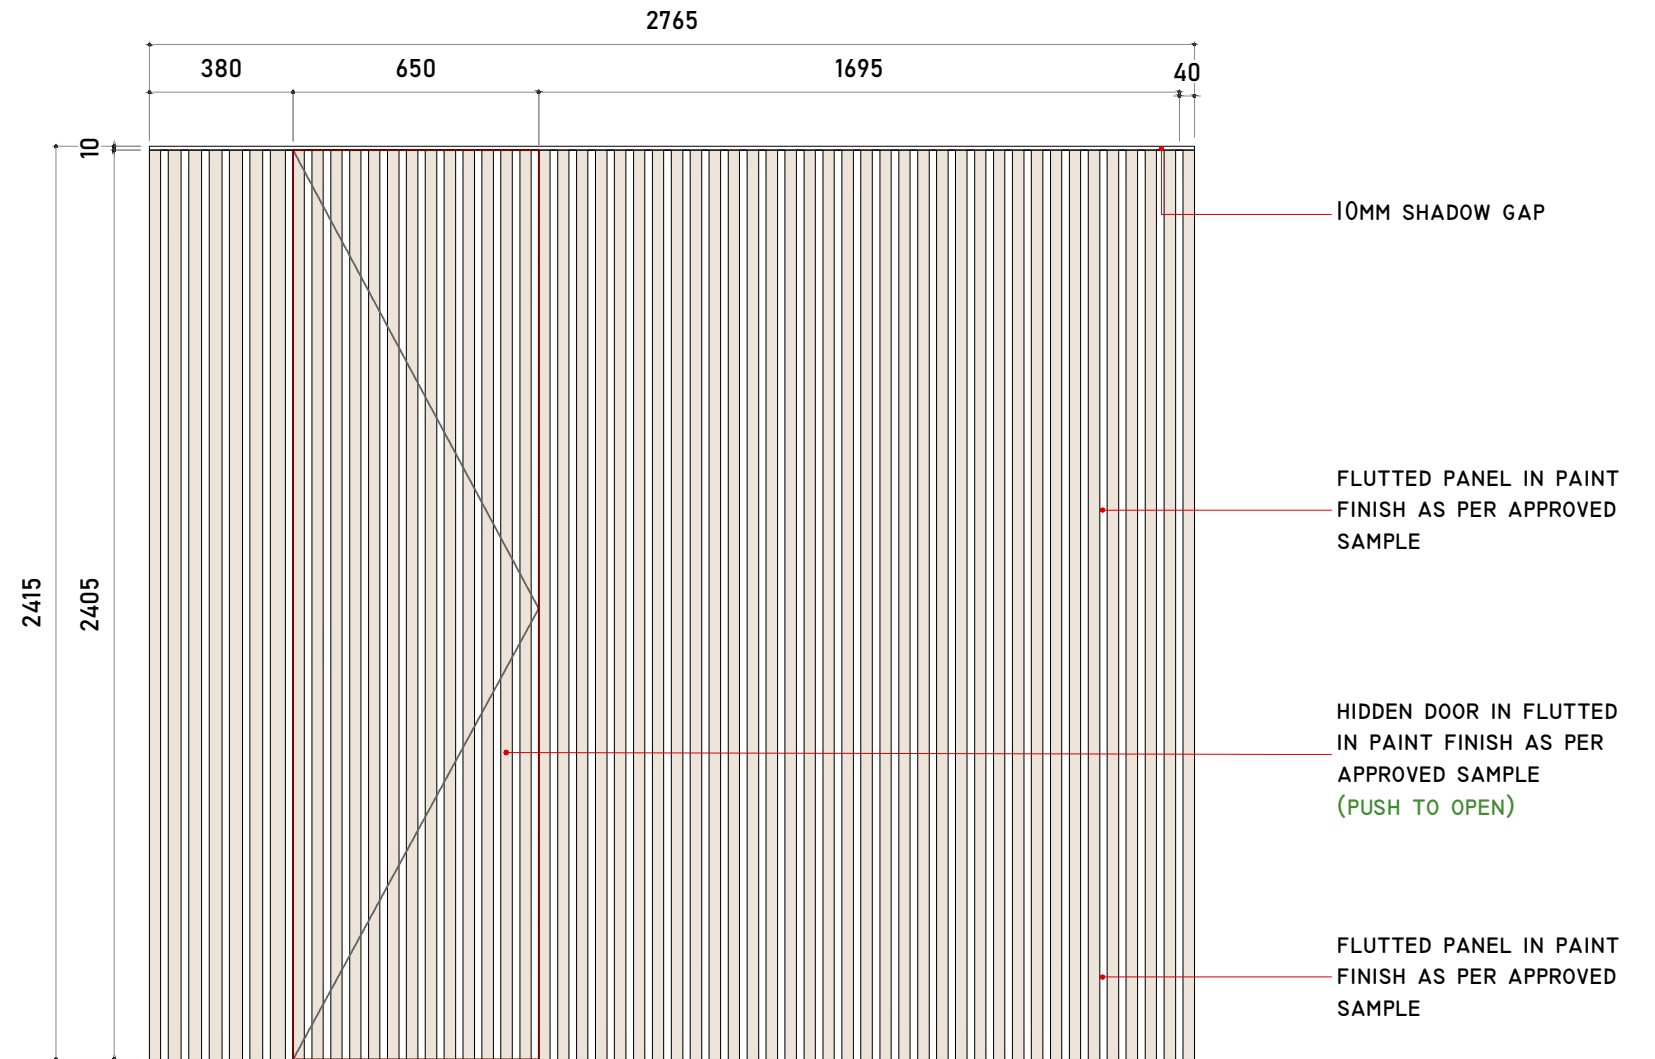 2765
380
650
1695
40
10
2415
2405
10MM SHADOW GAP
FLUTTED PANEL IN PAINT
FINISH AS PER APPROVED
SAMPLE
HIDDEN DOOR IN FLUTTED
IN PAINT FINISH AS PER
APPROVED SAMPLE
(PUSH TO OPEN)
FLUTTED PANEL IN PAINT
FINISH AS PER APPROVED
SAMPLE